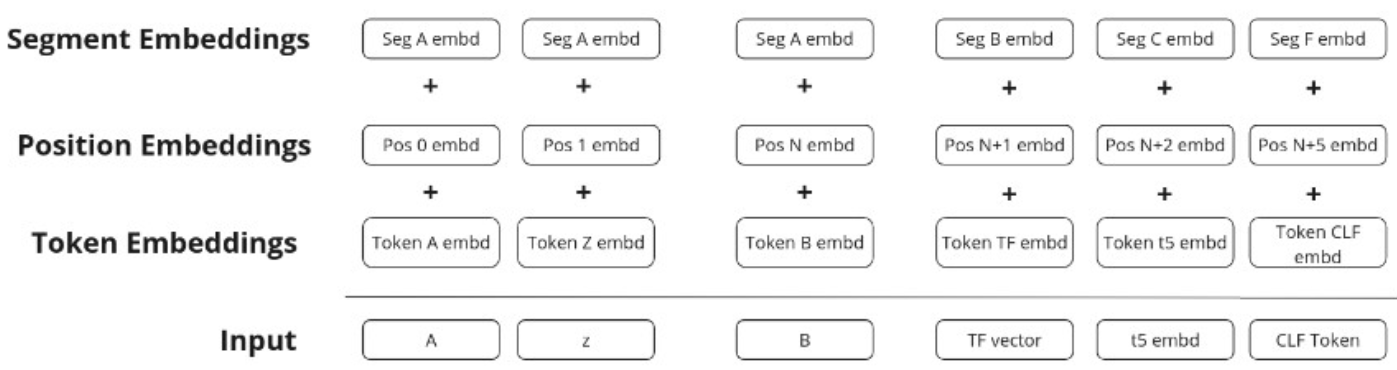 Segment Embeddings Seg A embd Seg A embd Seg A embd Seg B embd Seg C embd Seg F embd
+ + + + + +
Position Embeddings Pos 0 embd Pos 1 embd Pos N embd Pos N+1 embd Pos N+2 embd Pos N+5 embd
+ + + + + +
Token Embeddings Token A embd Token Z embd Token B embd Token TF embd Token t5 embd Token CLF
embd
Input A z B TF vector t5 embd CLF Token